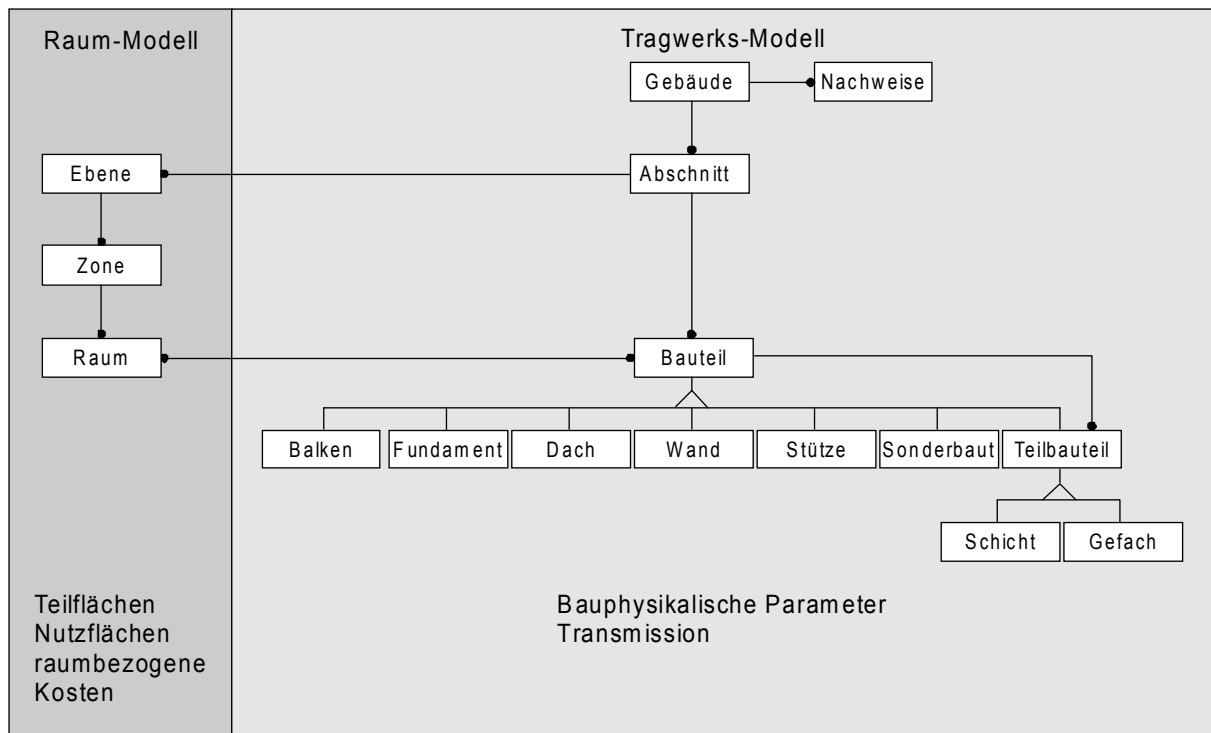 Raum-Modell
Tragwerks-Modell
Gebäude
Nachweise
Ebene
Abschnitt
Zone
Raum
Bauteil
Balken
Fundament
Dach
Wand
Stütze
Sonderbaut
Teilbauteil
Schicht
Gefach
Teilflächen
Nutzflächen
raumbezogene
Kosten
Bauphysikalische Parameter
Transmission